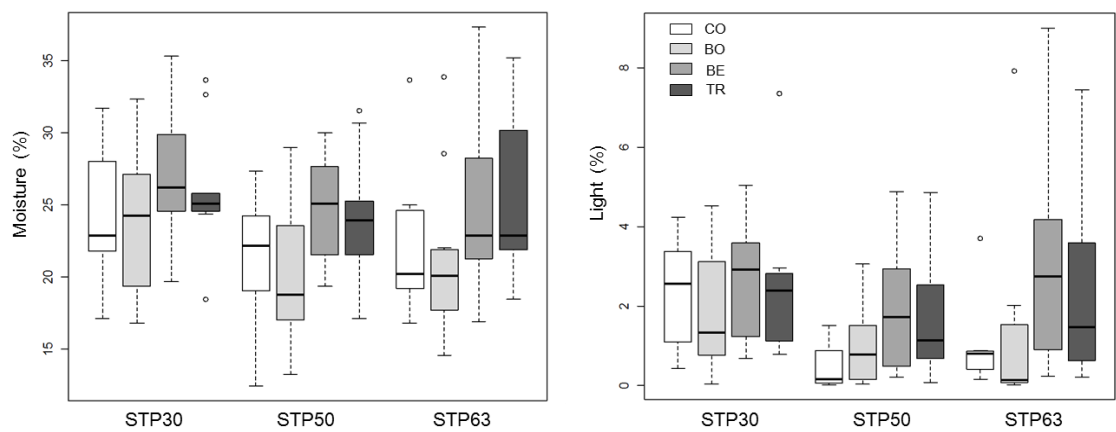 Moisture (%)
35
30
25
20
15
STP30 STP50 STP63
Light (%)
8
6
4
2
0
CO
BO
BE
TR
STP30 STP50 STP63